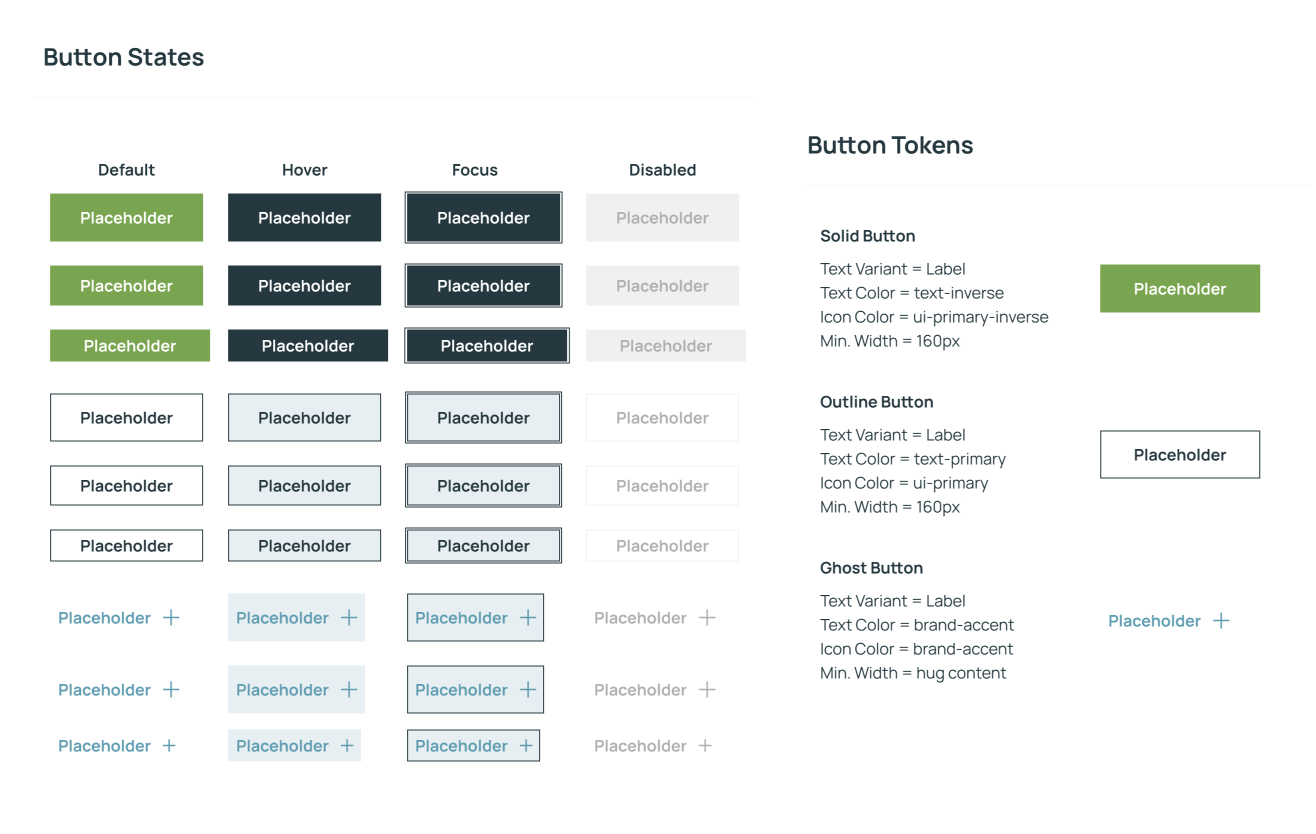 Button States
Default Hover Focus Disabled
Placeholder Placeholder Placeholder Placeholder
Placeholder Placeholder Placeholder Placeholder
Placeholder Placeholder Placeholder Placeholder
Placeholder Placeholder Placeholder Placeholder
Placeholder Placeholder Placeholder Placeholder
Placeholder Placeholder Placeholder Placeholder
Placeholder + Placeholder + Placeholder + Placeholder +
Placeholder + Placeholder + Placeholder + Placeholder +
Placeholder + Placeholder + Placeholder + Placeholder +
Button Tokens
Solid Button
Text Variant = Label
Text Color = text-inverse
Icon Color = ui-primary-inverse
Min. Width = 160px
Placeholder
Outline Button
Text Variant = Label
Text Color = text-primary
Icon Color = ui-primary
Min. Width = 160px
Placeholder
Ghost Button
Text Variant = Label
Text Color = brand-accent
Icon Color = brand-accent
Min. Width = hug content
Placeholder +